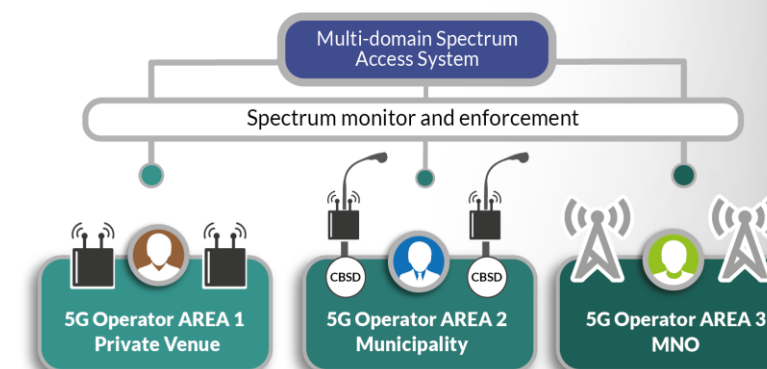 Multi-domain Spectrum
Access System
Spectrum monitor and enforcement
CBSD
CBSD
5G Operator AREA 1
Private Venue
5G Operator AREA 2
Municipality
5G Operator AREA 3
MNO